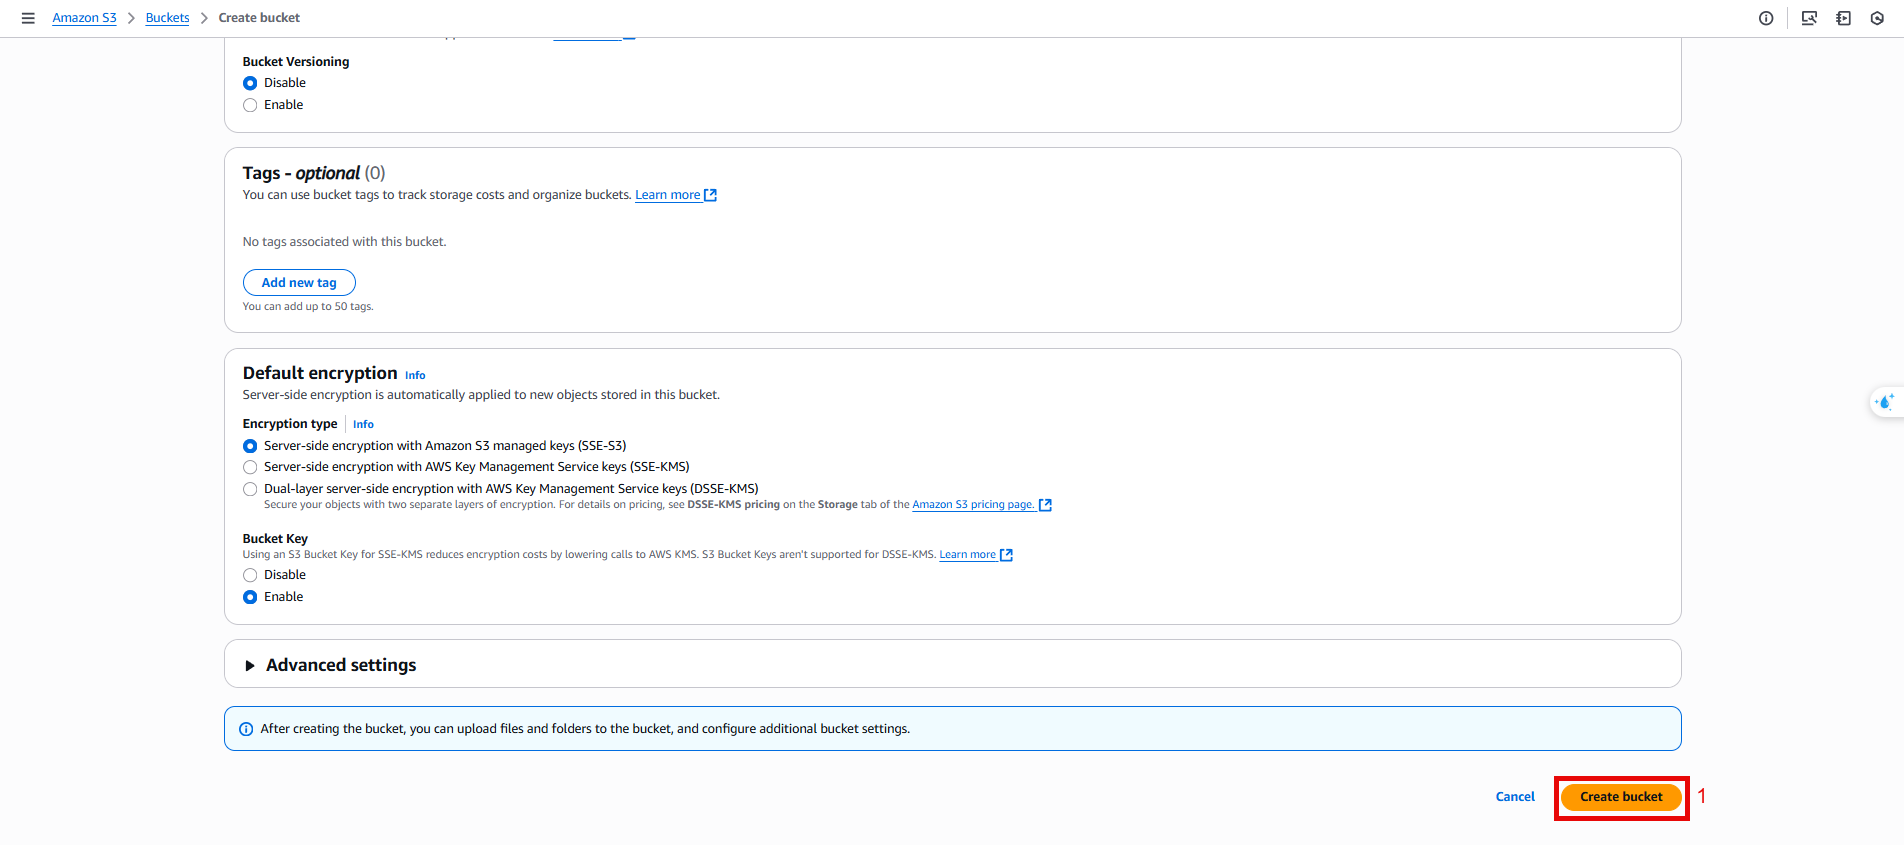 Amazon S3 > Buckets > Create bucket
Bucket Versioning
Disable
Enable
Tags - optional (0)
You can use bucket tags to track storage costs and organize buckets. Learn more
No tags associated with this bucket.
Add new tag
You can add up to 50 tags.
Default encryption Info
Server-side encryption is automatically applied to new objects stored in this bucket.
Encryption type | Info
Server-side encryption with Amazon S3 managed keys (SSE-S3)
Server-side encryption with AWS Key Management Service keys (SSE-KMS)
Dual-layer server-side encryption with AWS Key Management Service keys (DSSE-KMS)
Secure your objects with two separate layers of encryption. For details on pricing, see DSSE-KMS pricing on the Storage tab of the Amazon S3 pricing page.
Bucket Key
Using an S3 Bucket Key for SSE-KMS reduces encryption costs by lowering calls to AWS KMS. S3 Bucket Keys aren't supported for DSSE-KMS. Learn more
Disable
Enable
Advanced settings
After creating the bucket, you can upload files and folders to the bucket, and configure additional bucket settings.
Cancel Create bucket 1